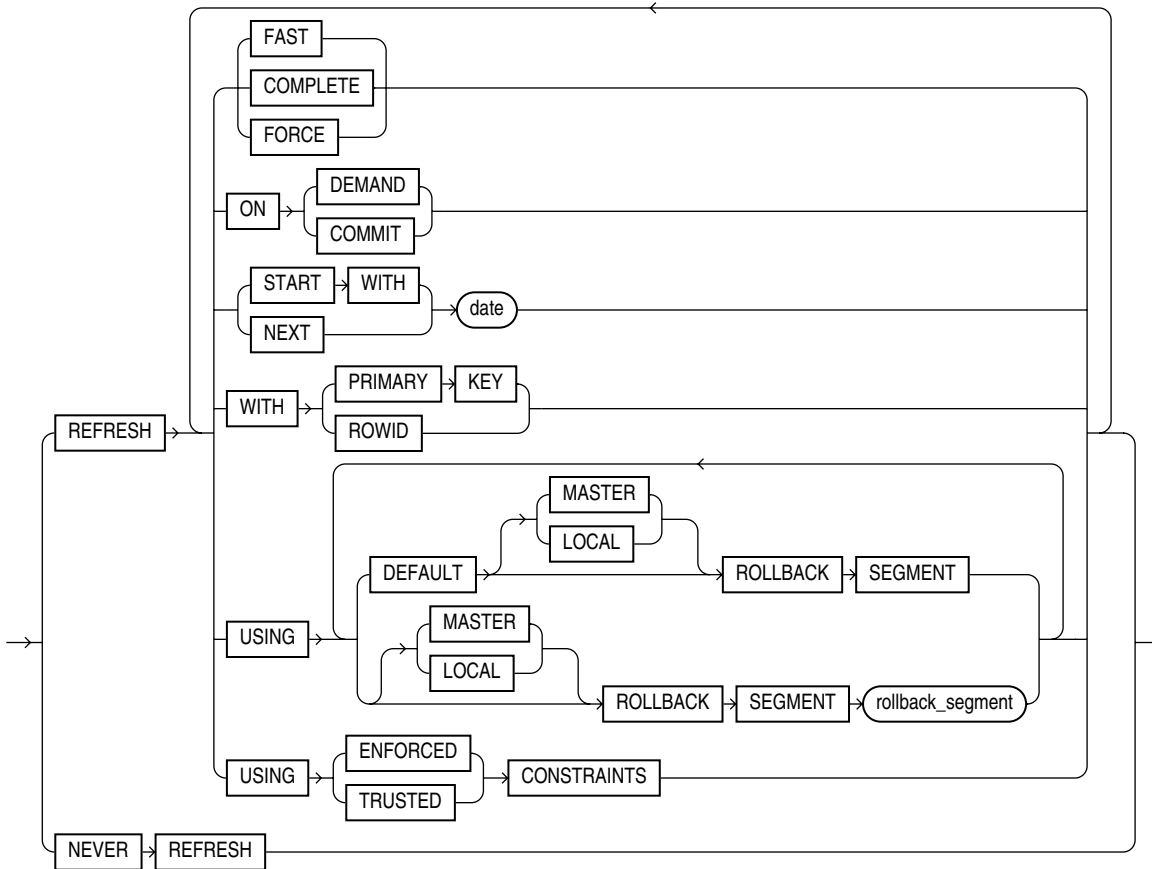 FAST
COMPLETE
FORCE
ON
DEMAND
COMMIT
START WITH
NEXT
date
WITH
PRIMARY KEY
ROWID
REFRESH
USING
DEFAULT
MASTER
LOCAL
ROLLBACK SEGMENT
MASTER
LOCAL
ROLLBACK SEGMENT rollback_segment
USING
ENFORCED
TRUSTED
CONSTRAINTS
NEVER REFRESH